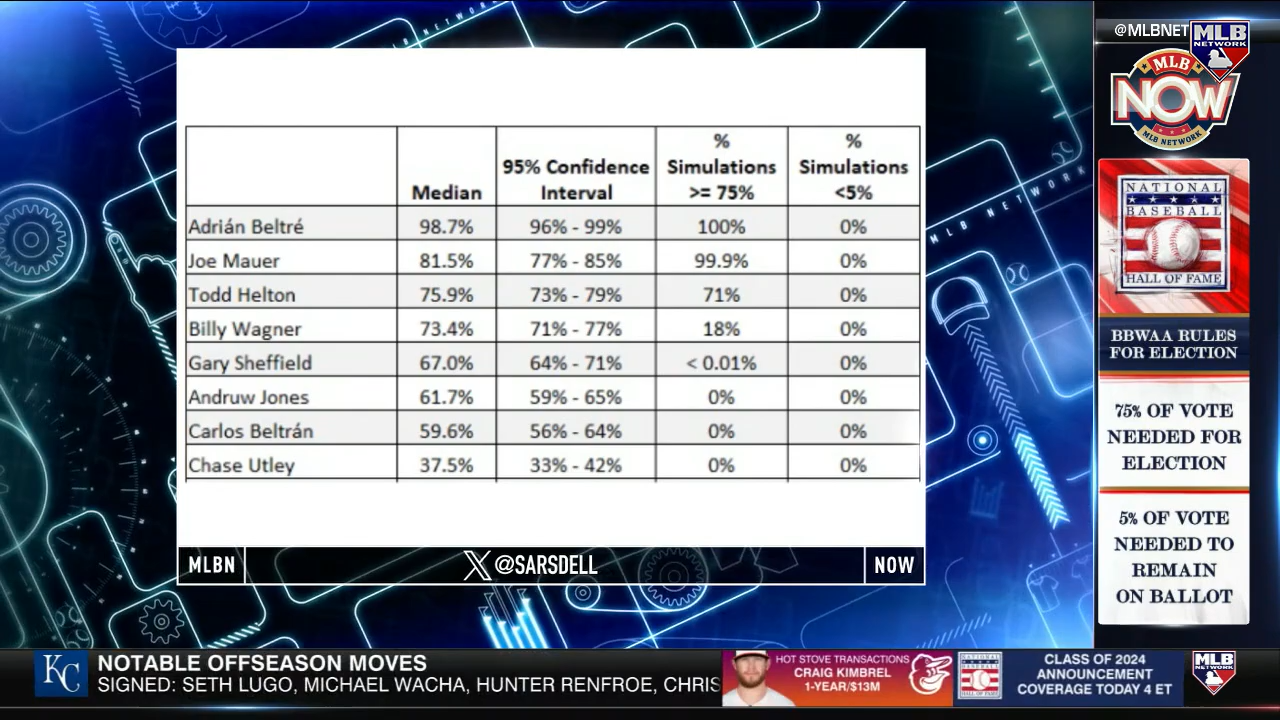 @MLBNET
MLB
NETWORK
MLB
NOW
MLB NETWORK
Median
95% Confidence Interval
% Simulations >= 75%
% Simulations <5%
Adrián Beltré 98.7% 96% - 99% 100% 0%
Joe Mauer 81.5% 77% - 85% 99.9% 0%
Todd Helton 75.9% 73% - 79% 71% 0%
Billy Wagner 73.4% 71% - 77% 18% 0%
Gary Sheffield 67.0% 64% - 71% < 0.01% 0%
Andruw Jones 61.7% 59% - 65% 0% 0%
Carlos Beltrán 59.6% 56% - 64% 0% 0%
Chase Utley 37.5% 33% - 42% 0% 0%
MLBN
X @SARSDELL
NOW
MLB NETWORK
NATIONAL
BASEBALL
HALL OF FAME
BBWAA RULES
FOR ELECTION
75% OF VOTE
NEEDED FOR
ELECTION
5% OF VOTE
NEEDED TO
REMAIN
ON BALLOT
KC
NOTABLE OFFSEASON MOVES
SIGNED: SETH LUGO, MICHAEL WACHA, HUNTER RENFROE, CHRIS
HOT STOVE TRANSACTIONS
CRAIG KIMBREL
1-YEAR/$13M
CLASS OF 2024
ANNOUNCEMENT
COVERAGE TODAY 4 ET
MLB
NETWORK